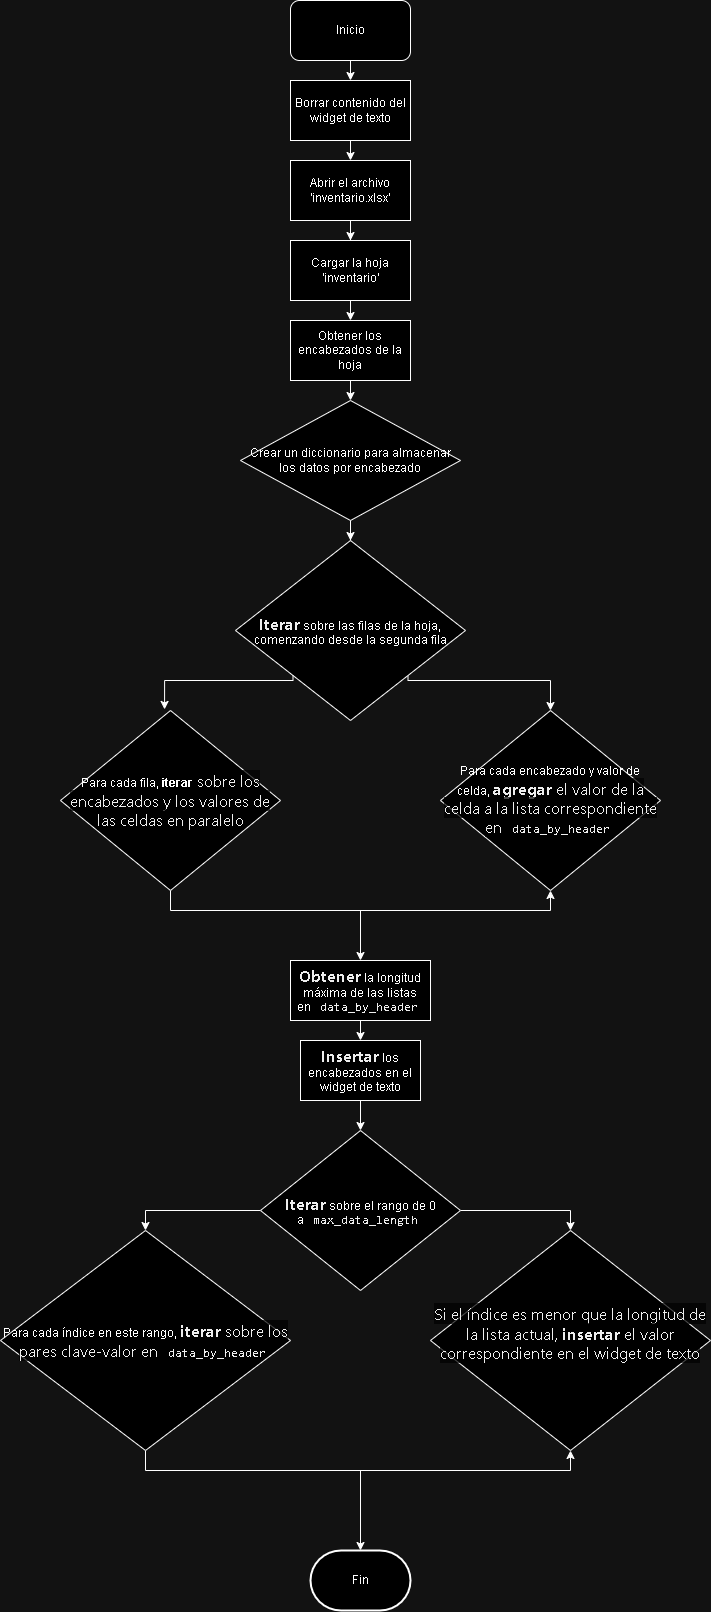 Inicio
Borrar contenido del
widget de texto
Abrir el archivo
'inventario.xlsx'
Cargar la hoja
'inventario'
Obtener los
encabezados de la
hoja
Crear un diccionario para almacenar
los datos por encabezado
Iterar sobre las filas de la hoja,
comenzando desde la segunda fila
Para cada fila, iterar sobre los
encabezados y los valores de
las celdas en paralelo
Para cada encabezado y valor de
celda, agregar el valor de la
celda a la lista correspondiente
en data_by_header
Obtener la longitud
máxima de las listas
en data_by_header
Insertar los
encabezados en el
widget de texto
Iterar sobre el rango de 0
a max_data_length
Para cada índice en este rango, iterar sobre los
pares clave-valor en data_by_header
Si el índice es menor que la longitud de
la lista actual, insertar el valor
correspondiente en el widget de texto
Fin